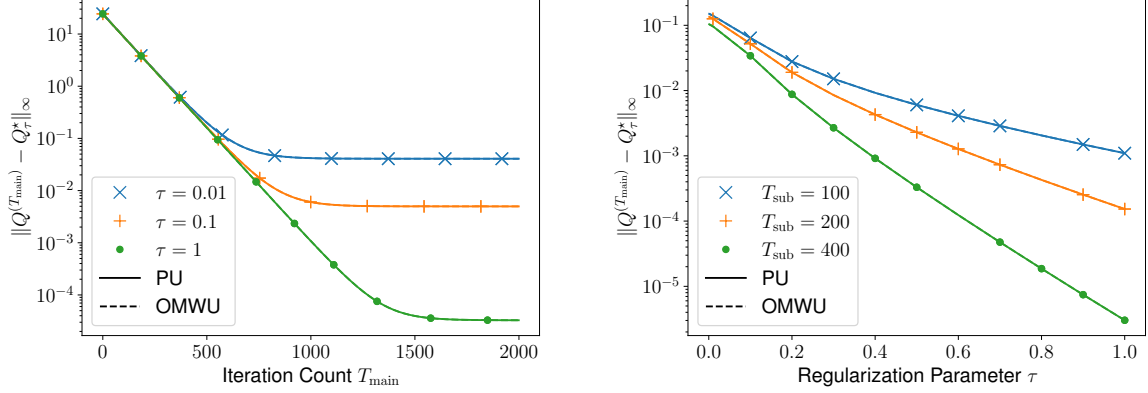 10^1
10^0
10^{-1}
10^{-2}
10^{-3}
10^{-4}
∥Q^{(T_main)} − Q_τ^⋆∥_∞
τ = 0.01
τ = 0.1
τ = 1
PU
OMWU
0 500 1000 1500 2000
Iteration Count T_main
10^{-1}
10^{-2}
10^{-3}
10^{-4}
10^{-5}
∥Q^{(T_main)} − Q_τ^⋆∥_∞
T_sub = 100
T_sub = 200
T_sub = 400
PU
OMWU
0.0 0.2 0.4 0.6 0.8 1.0
Regularization Parameter τ